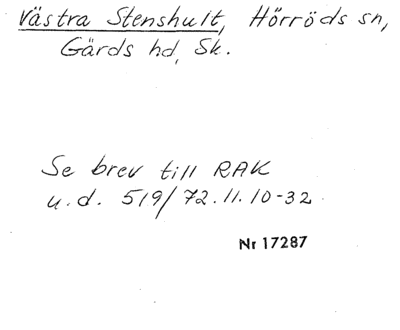 Västra Stenshult, Hörröds sn,
Gärds hd, Sk.
Se brev till RAK
u.d. 519/72.11.10-32
Nr 17287